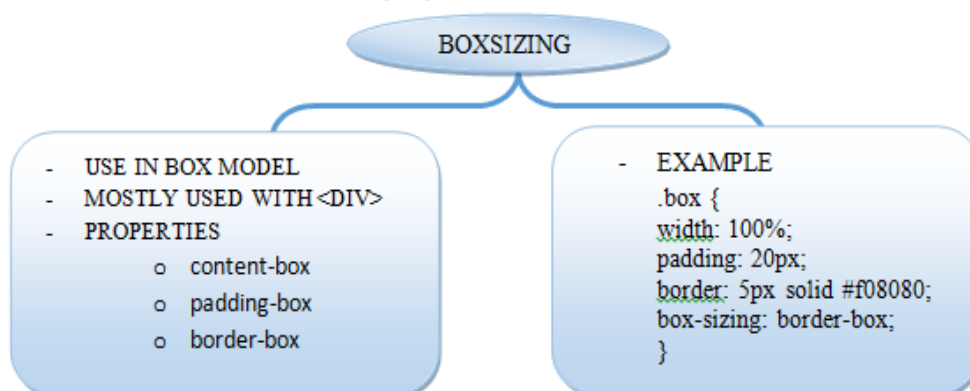 BOXSIZING
- USE IN BOX MODEL
- MOSTLY USED WITH <DIV>
- PROPERTIES
o content-box
o padding-box
o border-box
- EXAMPLE
.box {
width: 100%;
padding: 20px;
border: 5px solid #f08080;
box-sizing: border-box;
}